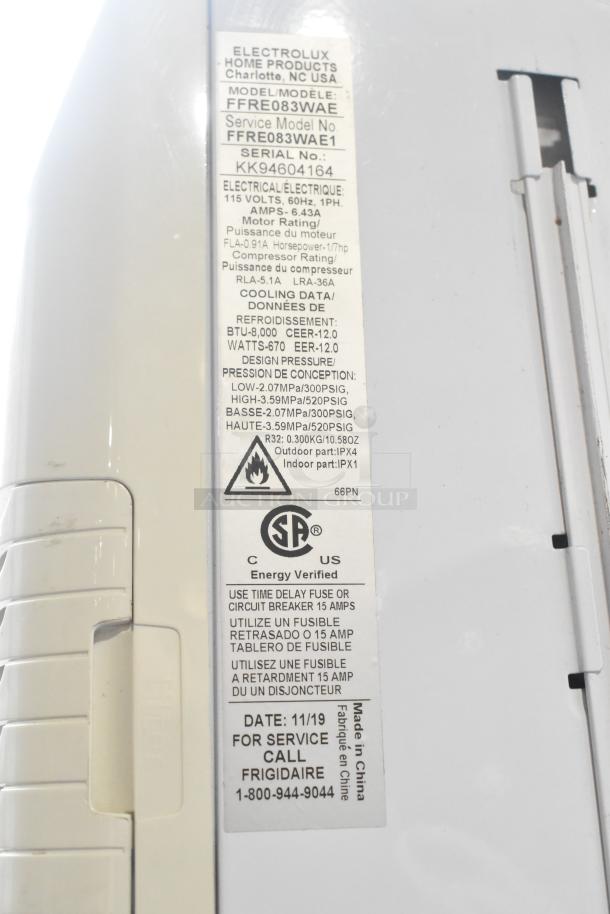 ELECTROLUX
HOME PRODUCTS
Charlotte, NC USA
MODEL/MODÈLE:
FFRE083WAE
Service Model No
FFRE083WAE1
SERIAL No.:
KK94604164
ELECTRICAL/ÉLECTRIQUE:
115 VOLTS, 60Hz, 1PH.
AMPS- 6.43A
Motor Rating/
Puissance du moteur
FLA-0.91A Horsepower-1/7hp
Compressor Rating/
Puissance du compresseur
RLA-5.1A LRA-36A
COOLING DATA/
DONNÉES DE
REFROIDISSEMENT:
BTU-8,000 CEER-12.0
WATTS-670 EER-12.0
DESIGN PRESSURE/
PRESSION DE CONCEPTION:
LOW-2.07MPa/300PSIG,
HIGH-3.59MPa/520PSIG
BASSE-2.07MPa/300PSIG,
HAUTE-3.59MPa/520PSIG
R32: 0.300KG/10.58OZ
Outdoor part:IPX4
Indoor part:IPX1
66PN
AUCTION GROUP
SA®
C US
Energy Verified
USE TIME DELAY FUSE OR
CIRCUIT BREAKER 15 AMPS
UTILIZE UN FUSIBLE
RETRASADO O 15 AMP
TABLERO DE FUSIBLE
UTILISEZ UNE FUSIBLE
A RETARDMENT 15 AMP
DU UN DISJONCTEUR
DATE: 11/19
FOR SERVICE
CALL
FRIGIDAIRE
1-800-944-9044
Made in China
Fabriqué en Chine